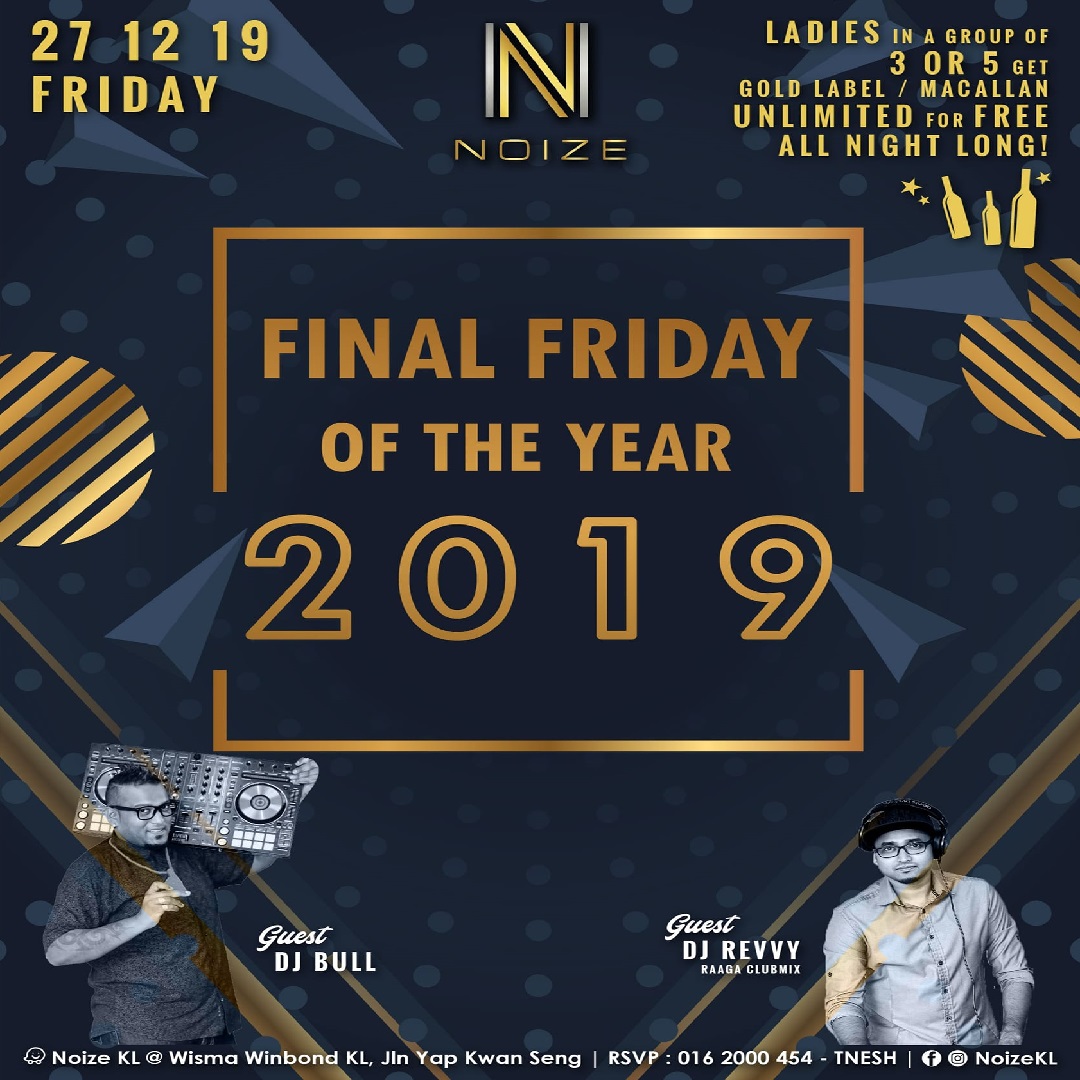 27 12 19
FRIDAY
N
NOIZE
LADIES IN A GROUP OF
3 OR 5 GET
GOLD LABEL / MACALLAN
UNLIMITED FOR FREE
ALL NIGHT LONG!
FINAL FRIDAY
OF THE YEAR
2019
Guest
DJ BULL
Guest
DJ REVVY
RAAGA CLUBMIX
Noize KL @ Wisma Winbond KL, Jln Yap Kwan Seng | RSVP : 016 2000 454 - TNESH | NoizeKL